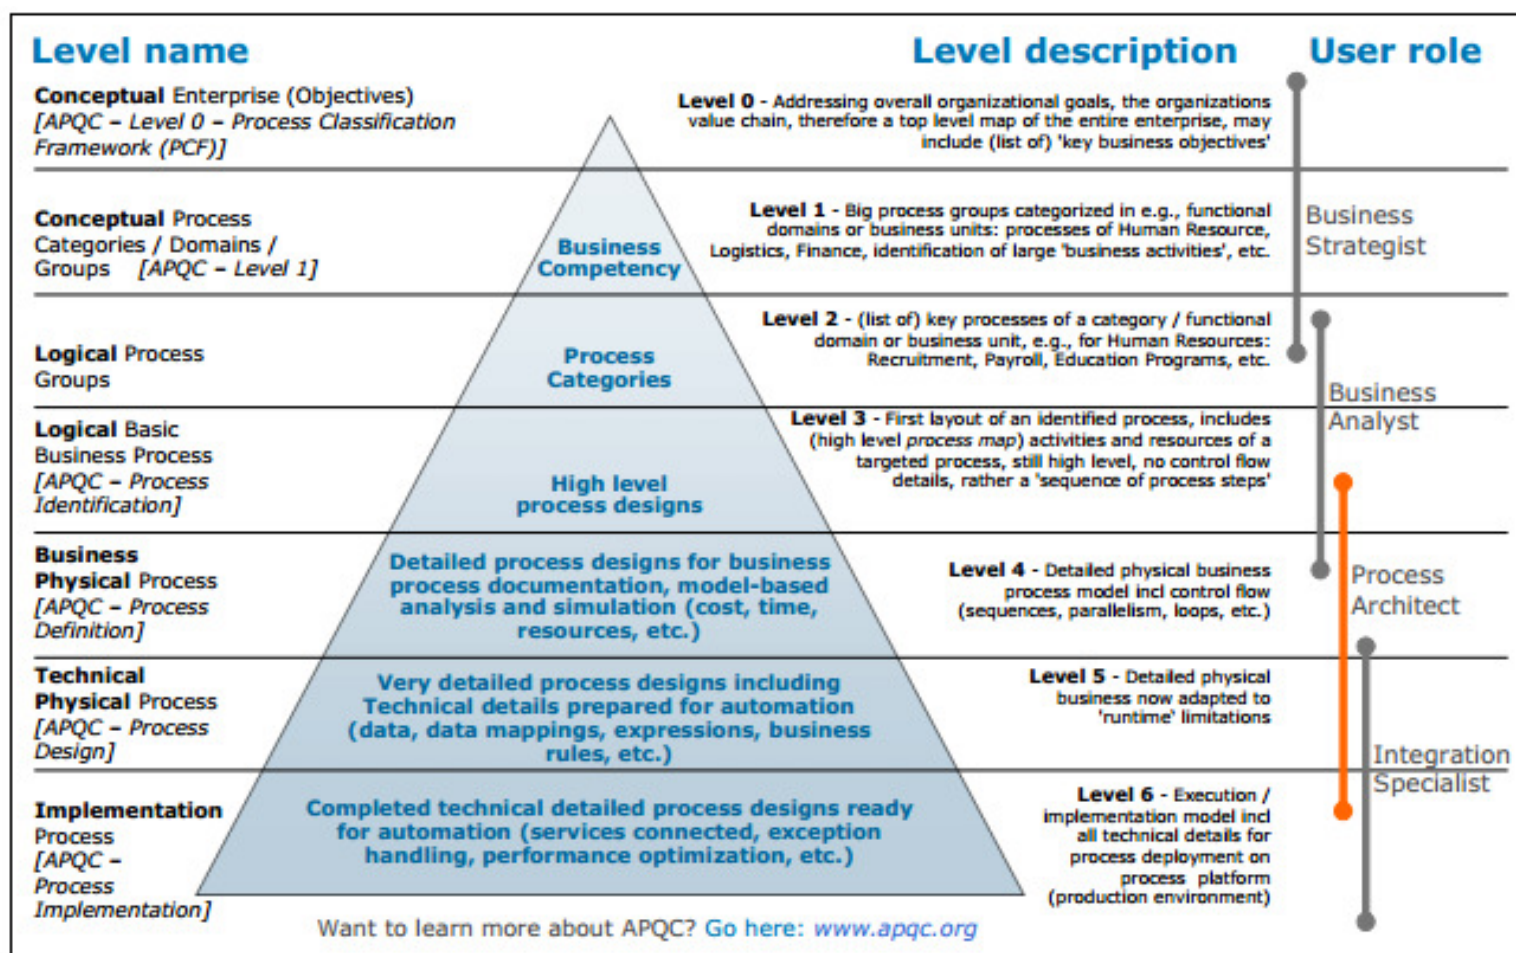 Level name
Level description
User role
Conceptual Enterprise (Objectives)
[APQC – Level 0 – Process Classification
Framework (PCF)]
Level 0 - Addressing overall organizational goals, the organizations
value chain, therefore a top level map of the entire enterprise, may
include (list of) 'key business objectives'
Conceptual Process
Categories / Domains /
Groups [APQC – Level 1]
Business
Competency
Level 1 - Big process groups categorized in e.g., functional
domains or business units: processes of Human Resource,
Logistics, Finance, identification of large 'business activities', etc.
Business
Strategist
Logical Process
Groups
Process
Categories
Level 2 - (list of) key processes of a category / functional
domain or business unit, e.g., for Human Resources:
Recruitment, Payroll, Education Programs, etc.
Business
Analyst
Logical Basic
Business Process
[APQC – Process
Identification]
High level
process designs
Level 3 - First layout of an identified process, includes
(high level process map) activities and resources of a
targeted process, still high level, no control flow
details, rather a 'sequence of process steps'
Business
Physical Process
[APQC – Process
Definition]
Detailed process designs for business
process documentation, model-based
analysis and simulation (cost, time,
resources, etc.)
Level 4 - Detailed physical business
process model incl control flow
(sequences, parallelism, loops, etc.)
Process
Architect
Technical
Physical Process
[APQC – Process
Design]
Very detailed process designs including
Technical details prepared for automation
(data, data mappings, expressions, business
rules, etc.)
Level 5 - Detailed physical
business now adapted to
'runtime' limitations
Integration
Specialist
Implementation
Process
[APQC –
Process
Implementation]
Completed technical detailed process designs ready
for automation (services connected, exception
handling, performance optimization, etc.)
Level 6 - Execution /
implementation model incl
all technical details for
process deployment on
process platform
(production environment)
Want to learn more about APQC? Go here: www.apqc.org